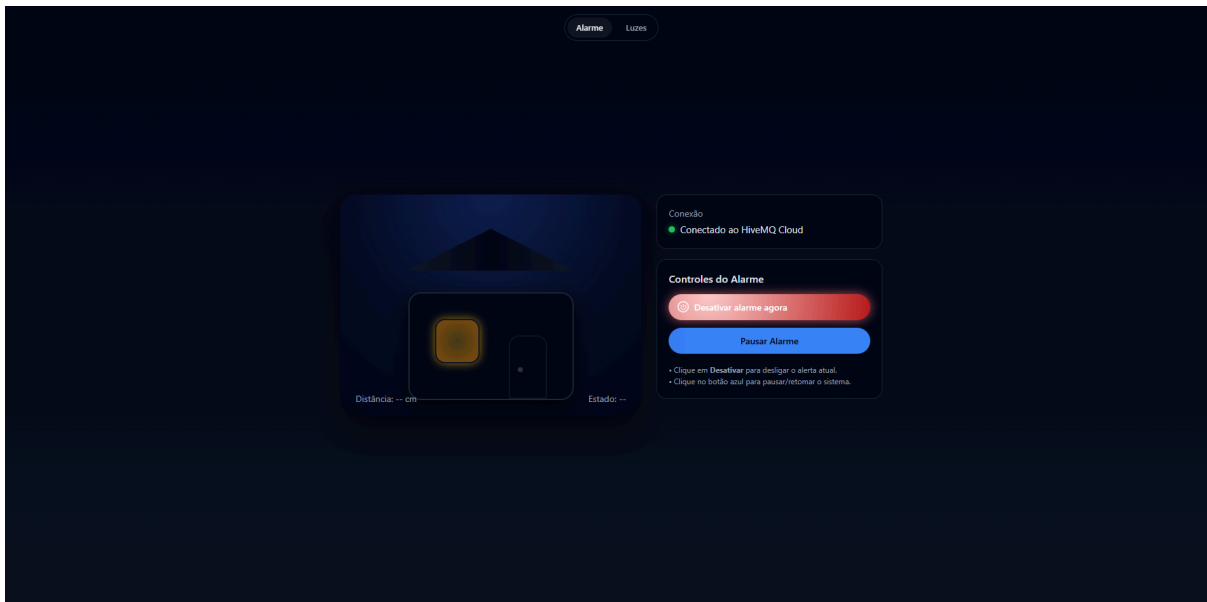 Alarme
Luzes
Conexão
Conectado ao HiveMQ Cloud
Controles do Alarme
Desativar alarme agora
Pausar Alarme
• Clique em Desativar para desligar o alerta atual.
• Clique no botão azul para pausar/retomar o sistema.
Distância: -- cm
Estado: --